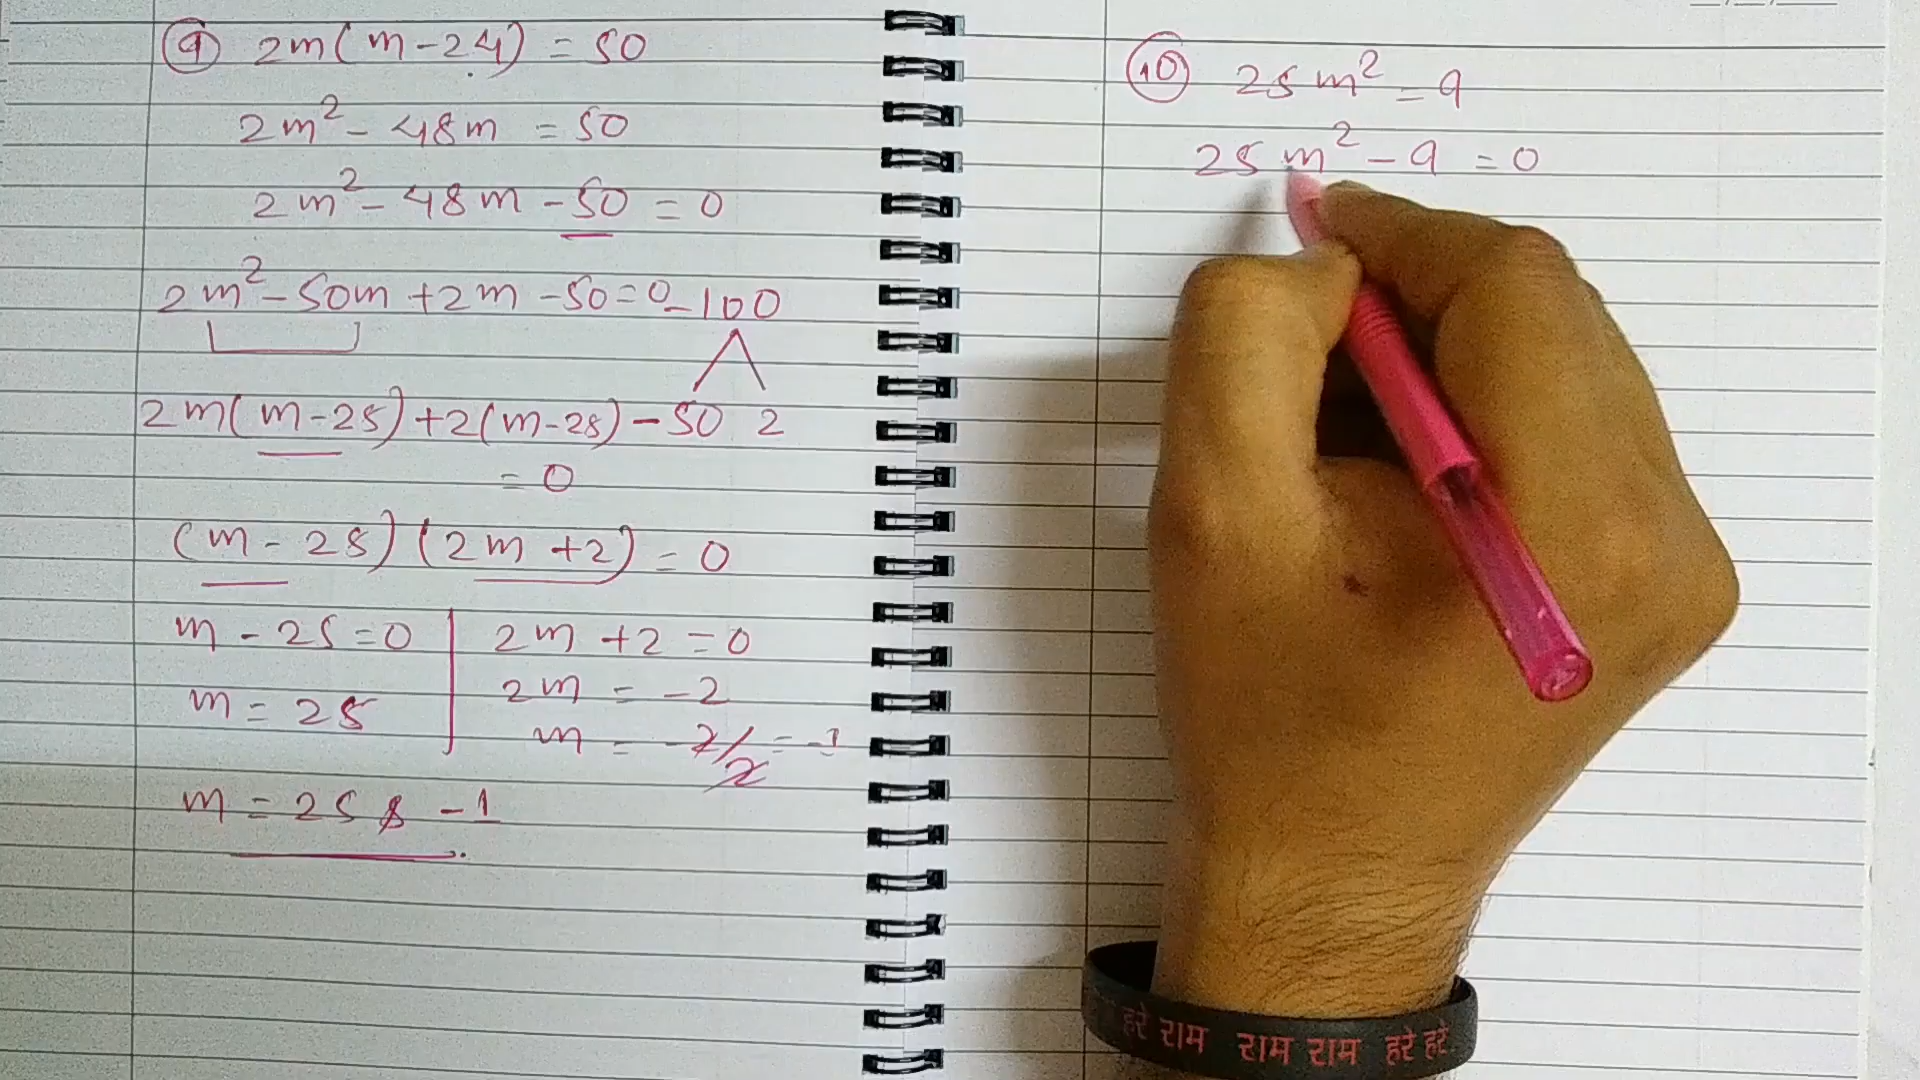 9 2m(m-24) = 50
2m² - 48m = 50
2m² - 48m - 50 = 0
2m² - 50m + 2m - 50 = 0 -100
2m(m-25)+2(m-25) -50 2
= 0
(m - 25)(2m + 2) = 0
m - 25 = 0 2m + 2 = 0
m = 25 2m = -2
m = -2/2 = -1
m = 25 & -1
10 25m² = 9
25m² - 9 = 0
हरे राम राम राम हरे हरे